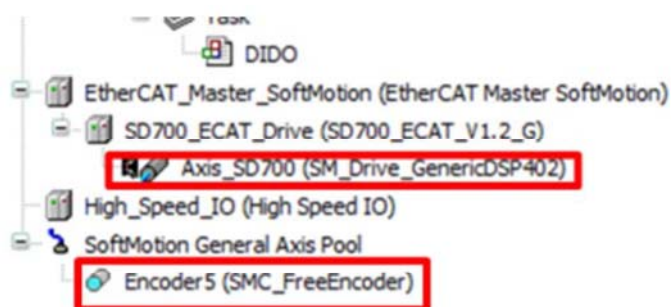 Task
DIDO
EtherCAT_Master_SoftMotion (EtherCAT Master SoftMotion)
SD700_ECAT_Drive (SD700_ECAT_V1.2_G)
Axis_SD700 (SM_Drive_GenericDSP402)
High_Speed_IO (High Speed IO)
SoftMotion General Axis Pool
Encoder5 (SMC_FreeEncoder)